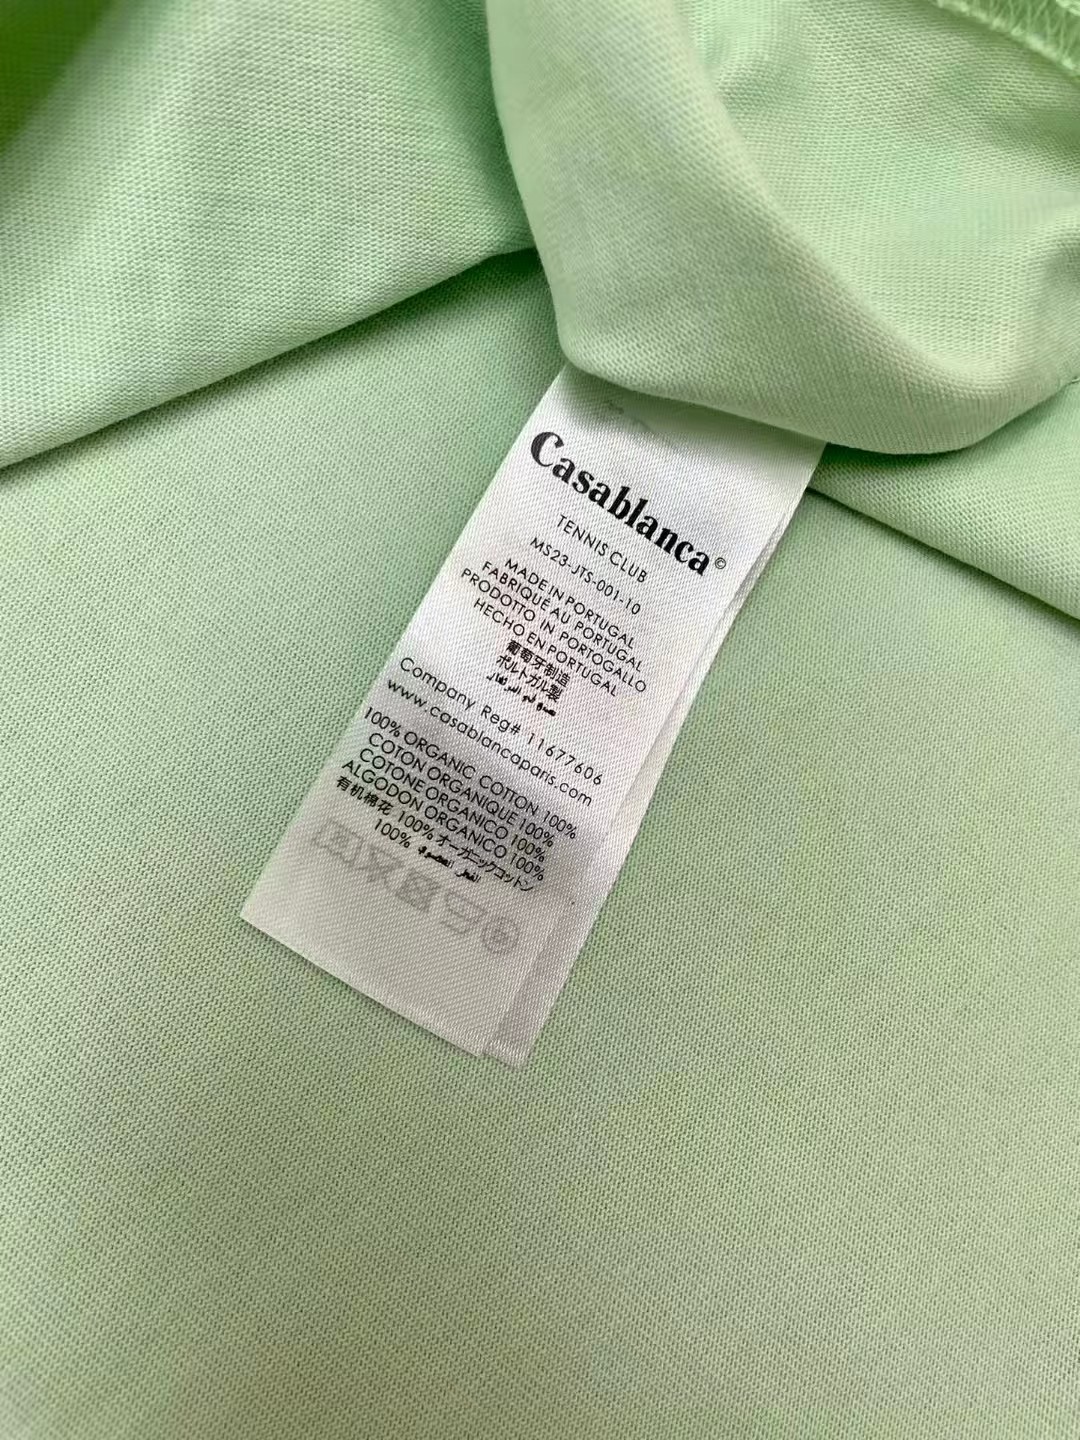 Casablanca©
TENNIS CLUB
MS23-JTS-001-10
MADE IN PORTUGAL
FABRIQUÉ AU PORTUGAL
PRODOTTO IN PORTOGALLO
HECHO EN PORTUGAL
葡萄牙制造
ポルトガル製
Company Reg# 11677606
www.casablancaparis.com
100% ORGANIC COTTON 100%
COTON ORGANIQUE 100%
COTONE ORGANICO 100%
ALGODON ORGANICO 100%
有机棉花 100% オーガニックコットン
100% القطن العضوي